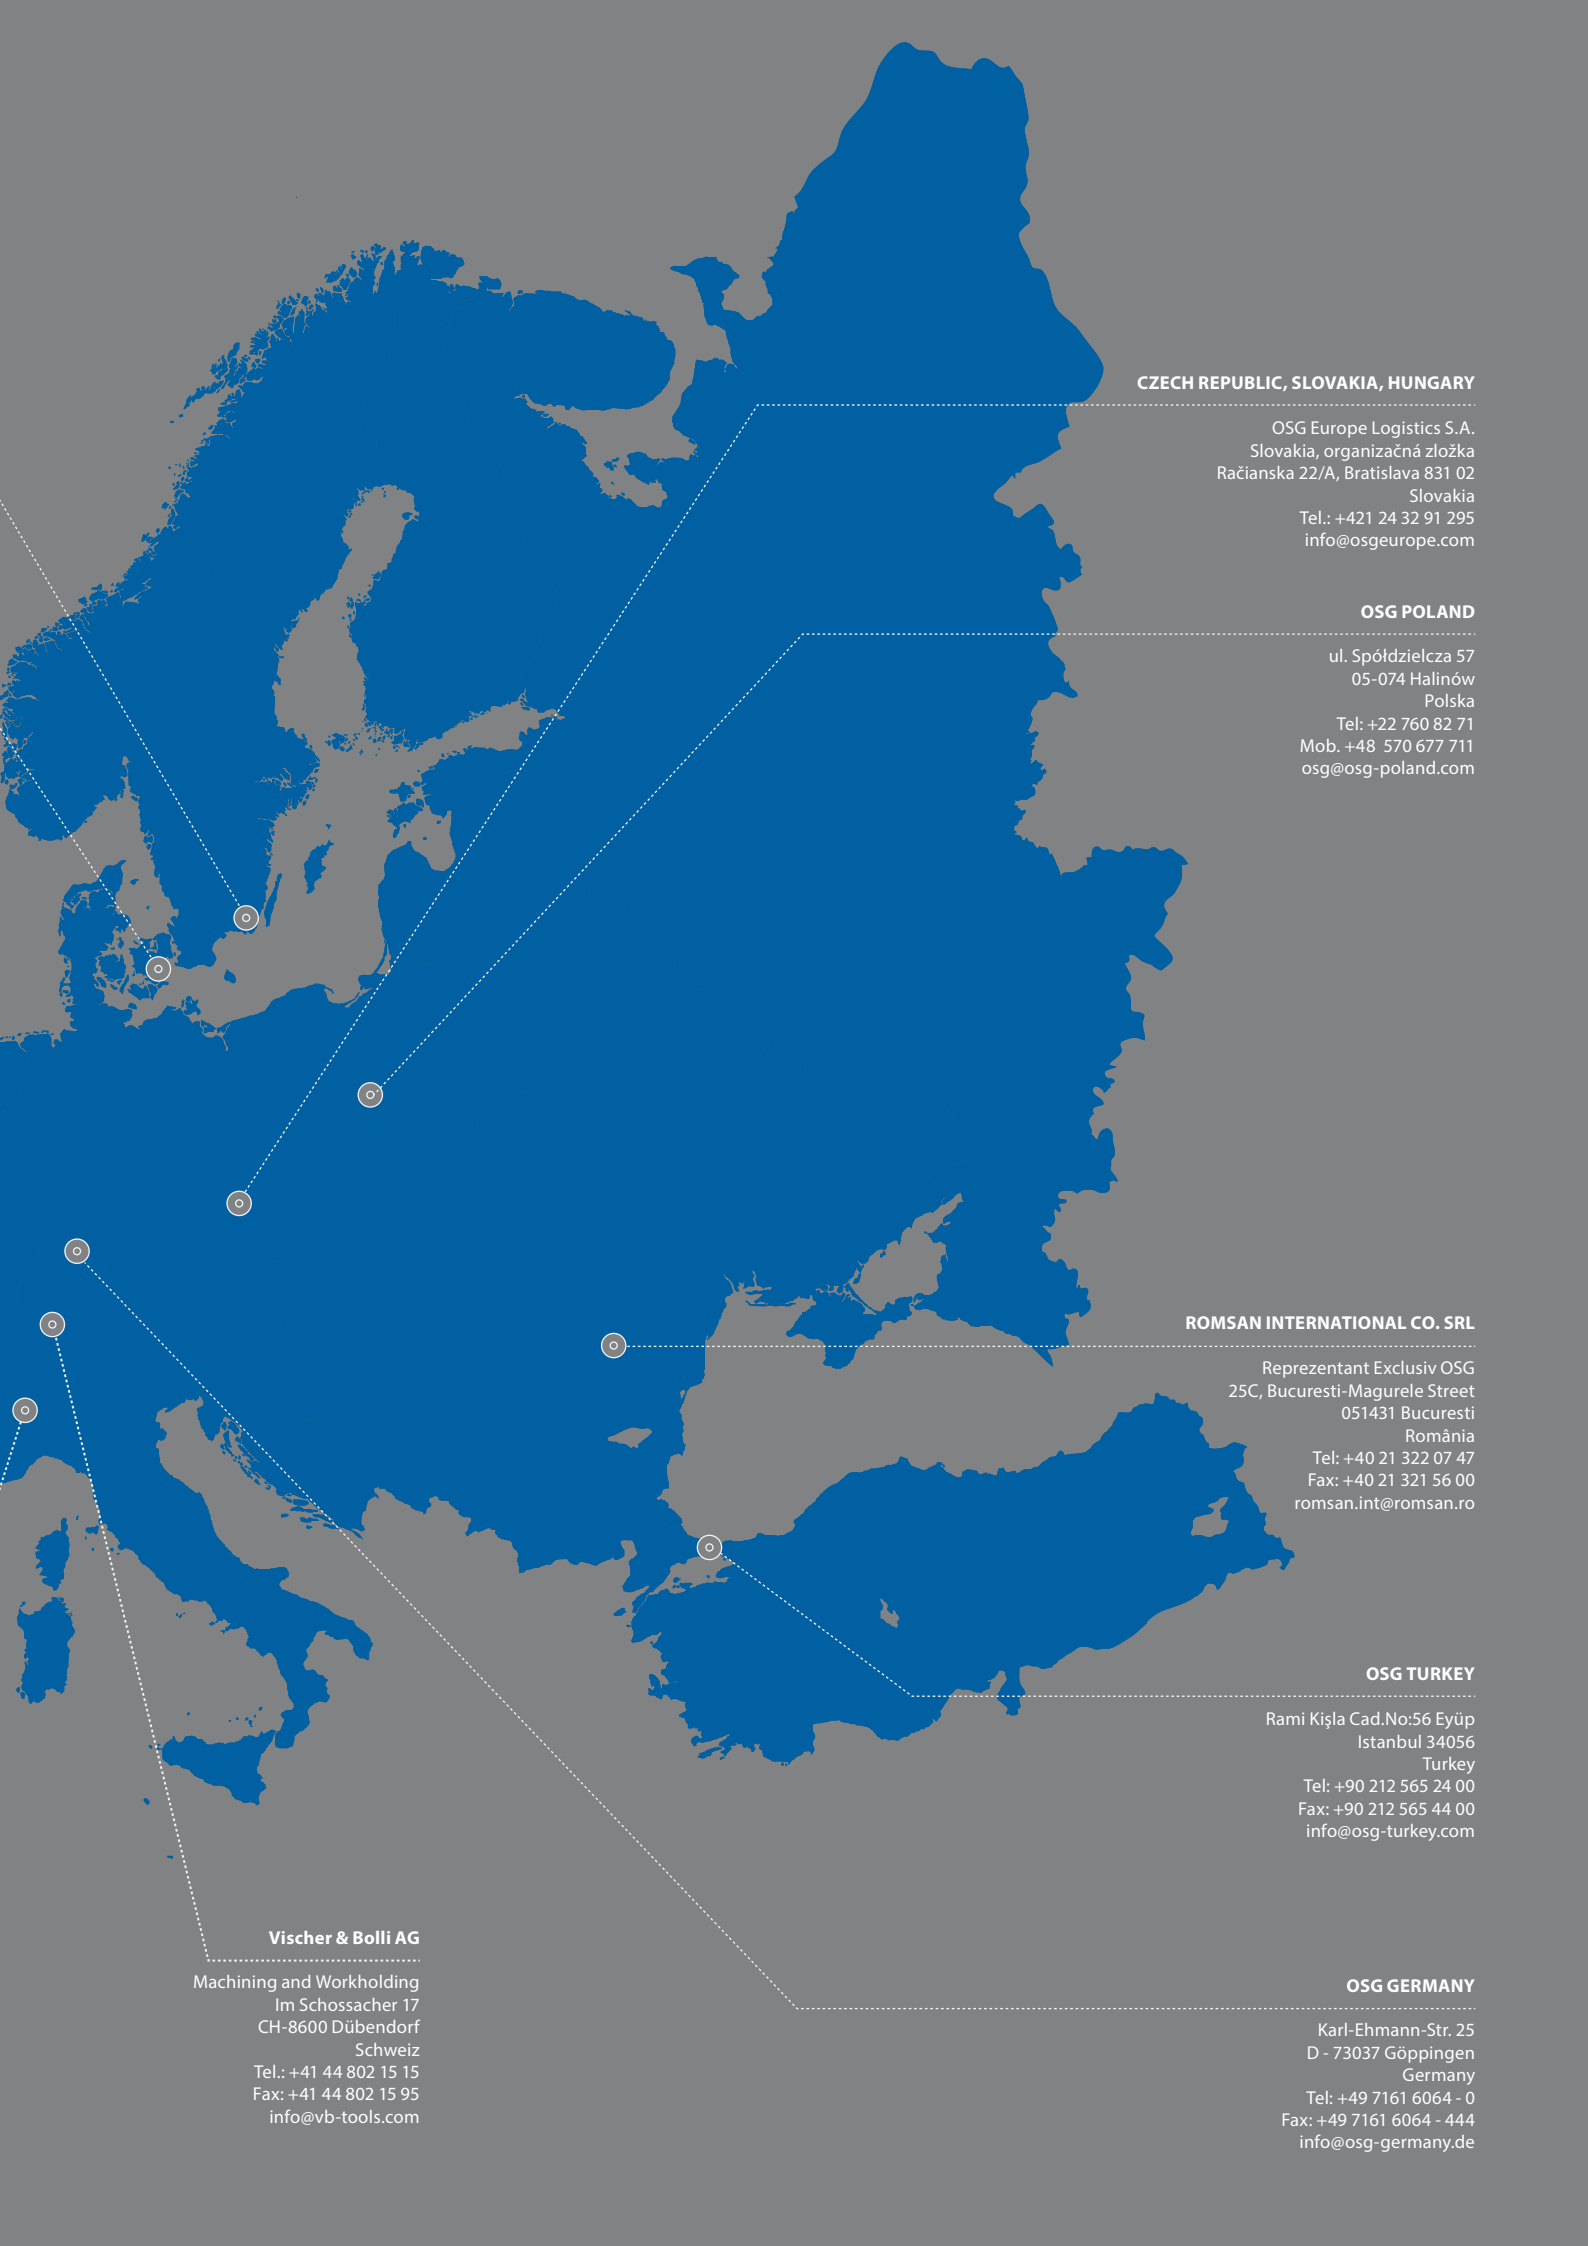 CZECH REPUBLIC, SLOVAKIA, HUNGARY
OSG Europe Logistics S.A.
Slovakia, organizačná zložka
Račianska 22/A, Bratislava 831 02
Slovakia
Tel.: +421 24 32 91 295
info@osgeurope.com
OSG POLAND
ul. Spółdzielcza 57
05-074 Halinów
Polska
Tel: +22 760 82 71
Mob. +48  570 677 711
osg@osg-poland.com
ROMSAN INTERNATIONAL CO. SRL
Reprezentant Exclusiv OSG
25C, Bucuresti-Magurele Street
051431 Bucuresti
România
Tel: +40 21 322 07 47
Fax: +40 21 321 56 00
romsan.int@romsan.ro
OSG TURKEY
Rami Kişla Cad.No:56 Eyüp
Istanbul 34056
Turkey
Tel: +90 212 565 24 00
Fax: +90 212 565 44 00
info@osg-turkey.com
Vischer & Bolli AG
Machining and Workholding
Im Schossacher 17
CH-8600 Dübendorf
Schweiz
Tel.: +41 44 802 15 15
Fax: +41 44 802 15 95
info@vb-tools.com
OSG GERMANY
Karl-Ehmann-Str. 25
D - 73037 Göppingen
Germany
Tel: +49 7161 6064 - 0
Fax: +49 7161 6064 - 444
info@osg-germany.de